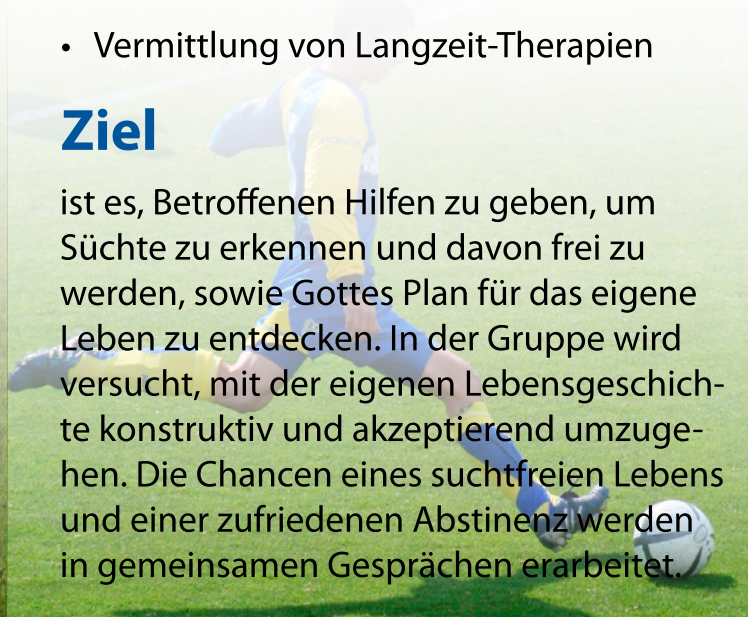 • Vermittlung von Langzeit-Therapien
Ziel
ist es, Betroffenen Hilfen zu geben, um
Süchte zu erkennen und davon frei zu
werden, sowie Gottes Plan für das eigene
Leben zu entdecken. In der Gruppe wird
versucht, mit der eigenen Lebensgeschich-
te konstruktiv und akzeptierend umzuge-
hen. Die Chancen eines suchtfreien Lebens
und einer zufriedenen Abstinenz werden
in gemeinsamen Gesprächen erarbeitet.